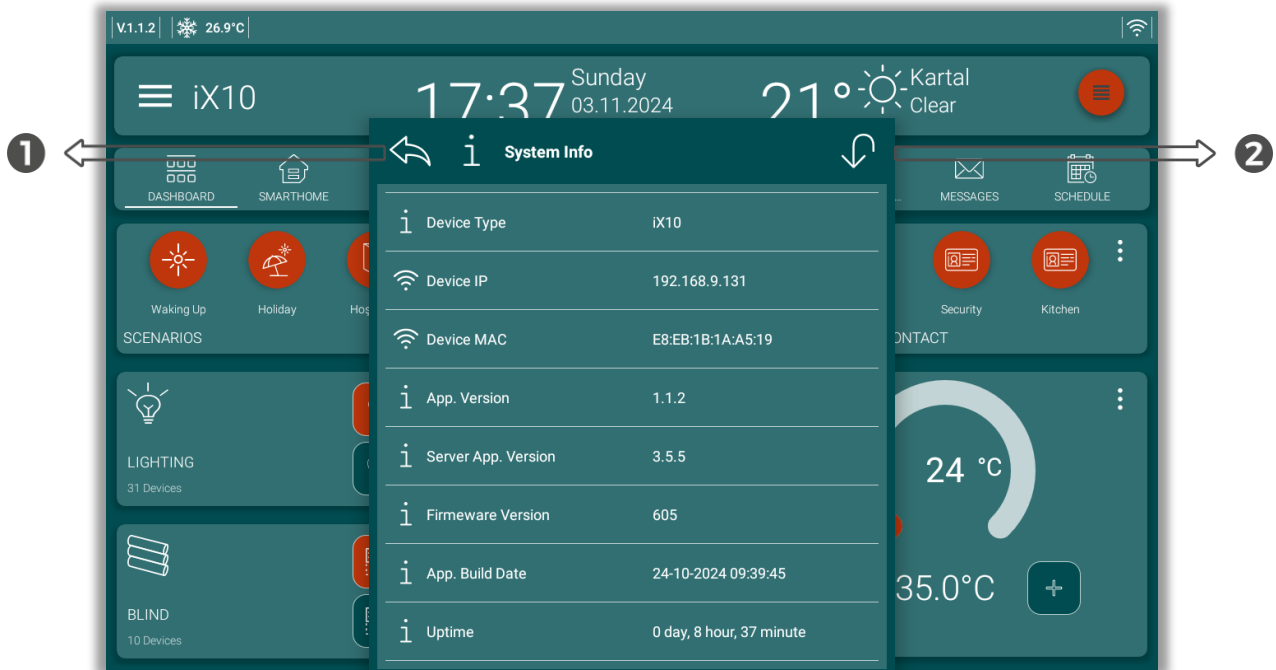 V.1.1.2 26.9°C
iX10 17:37 Sunday 21° Kartal
03.11.2024 Clear
1 System Info 2
DASHBOARD SMARTHOME MESSAGES SCHEDULE
Device Type iX10
Device IP 192.168.9.131
Waking Up Holiday Security Kitchen
SCENARIOS
Device MAC E8:EB:1B:1A:A5:19
App. Version 1.1.2
LIGHTING
31 Devices
Server App. Version 3.5.5
24 °C
Firmeware Version 605
App. Build Date 24-10-2024 09:39:45
35.0°C
BLIND
10 Devices
Uptime 0 day, 8 hour, 37 minute